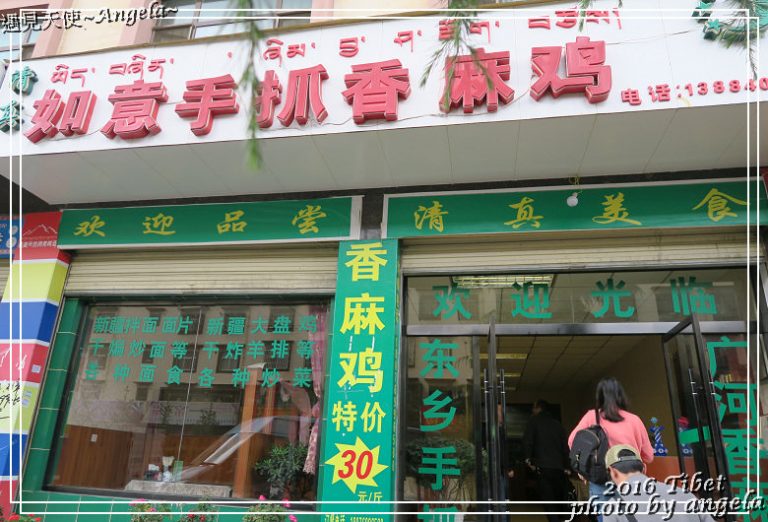 遇見天使~Angela~
清真
如意手抓香麻鸡
电话:138840
欢迎品尝
清真美食
香麻鸡
特价
30
元/斤
新疆拌面面片
干煸炒面等
各种面食
新疆大盘鸡
干炸羊排等
各种炒菜
欢迎光临
东乡手
广河香
2016 Tibet
photo by angela